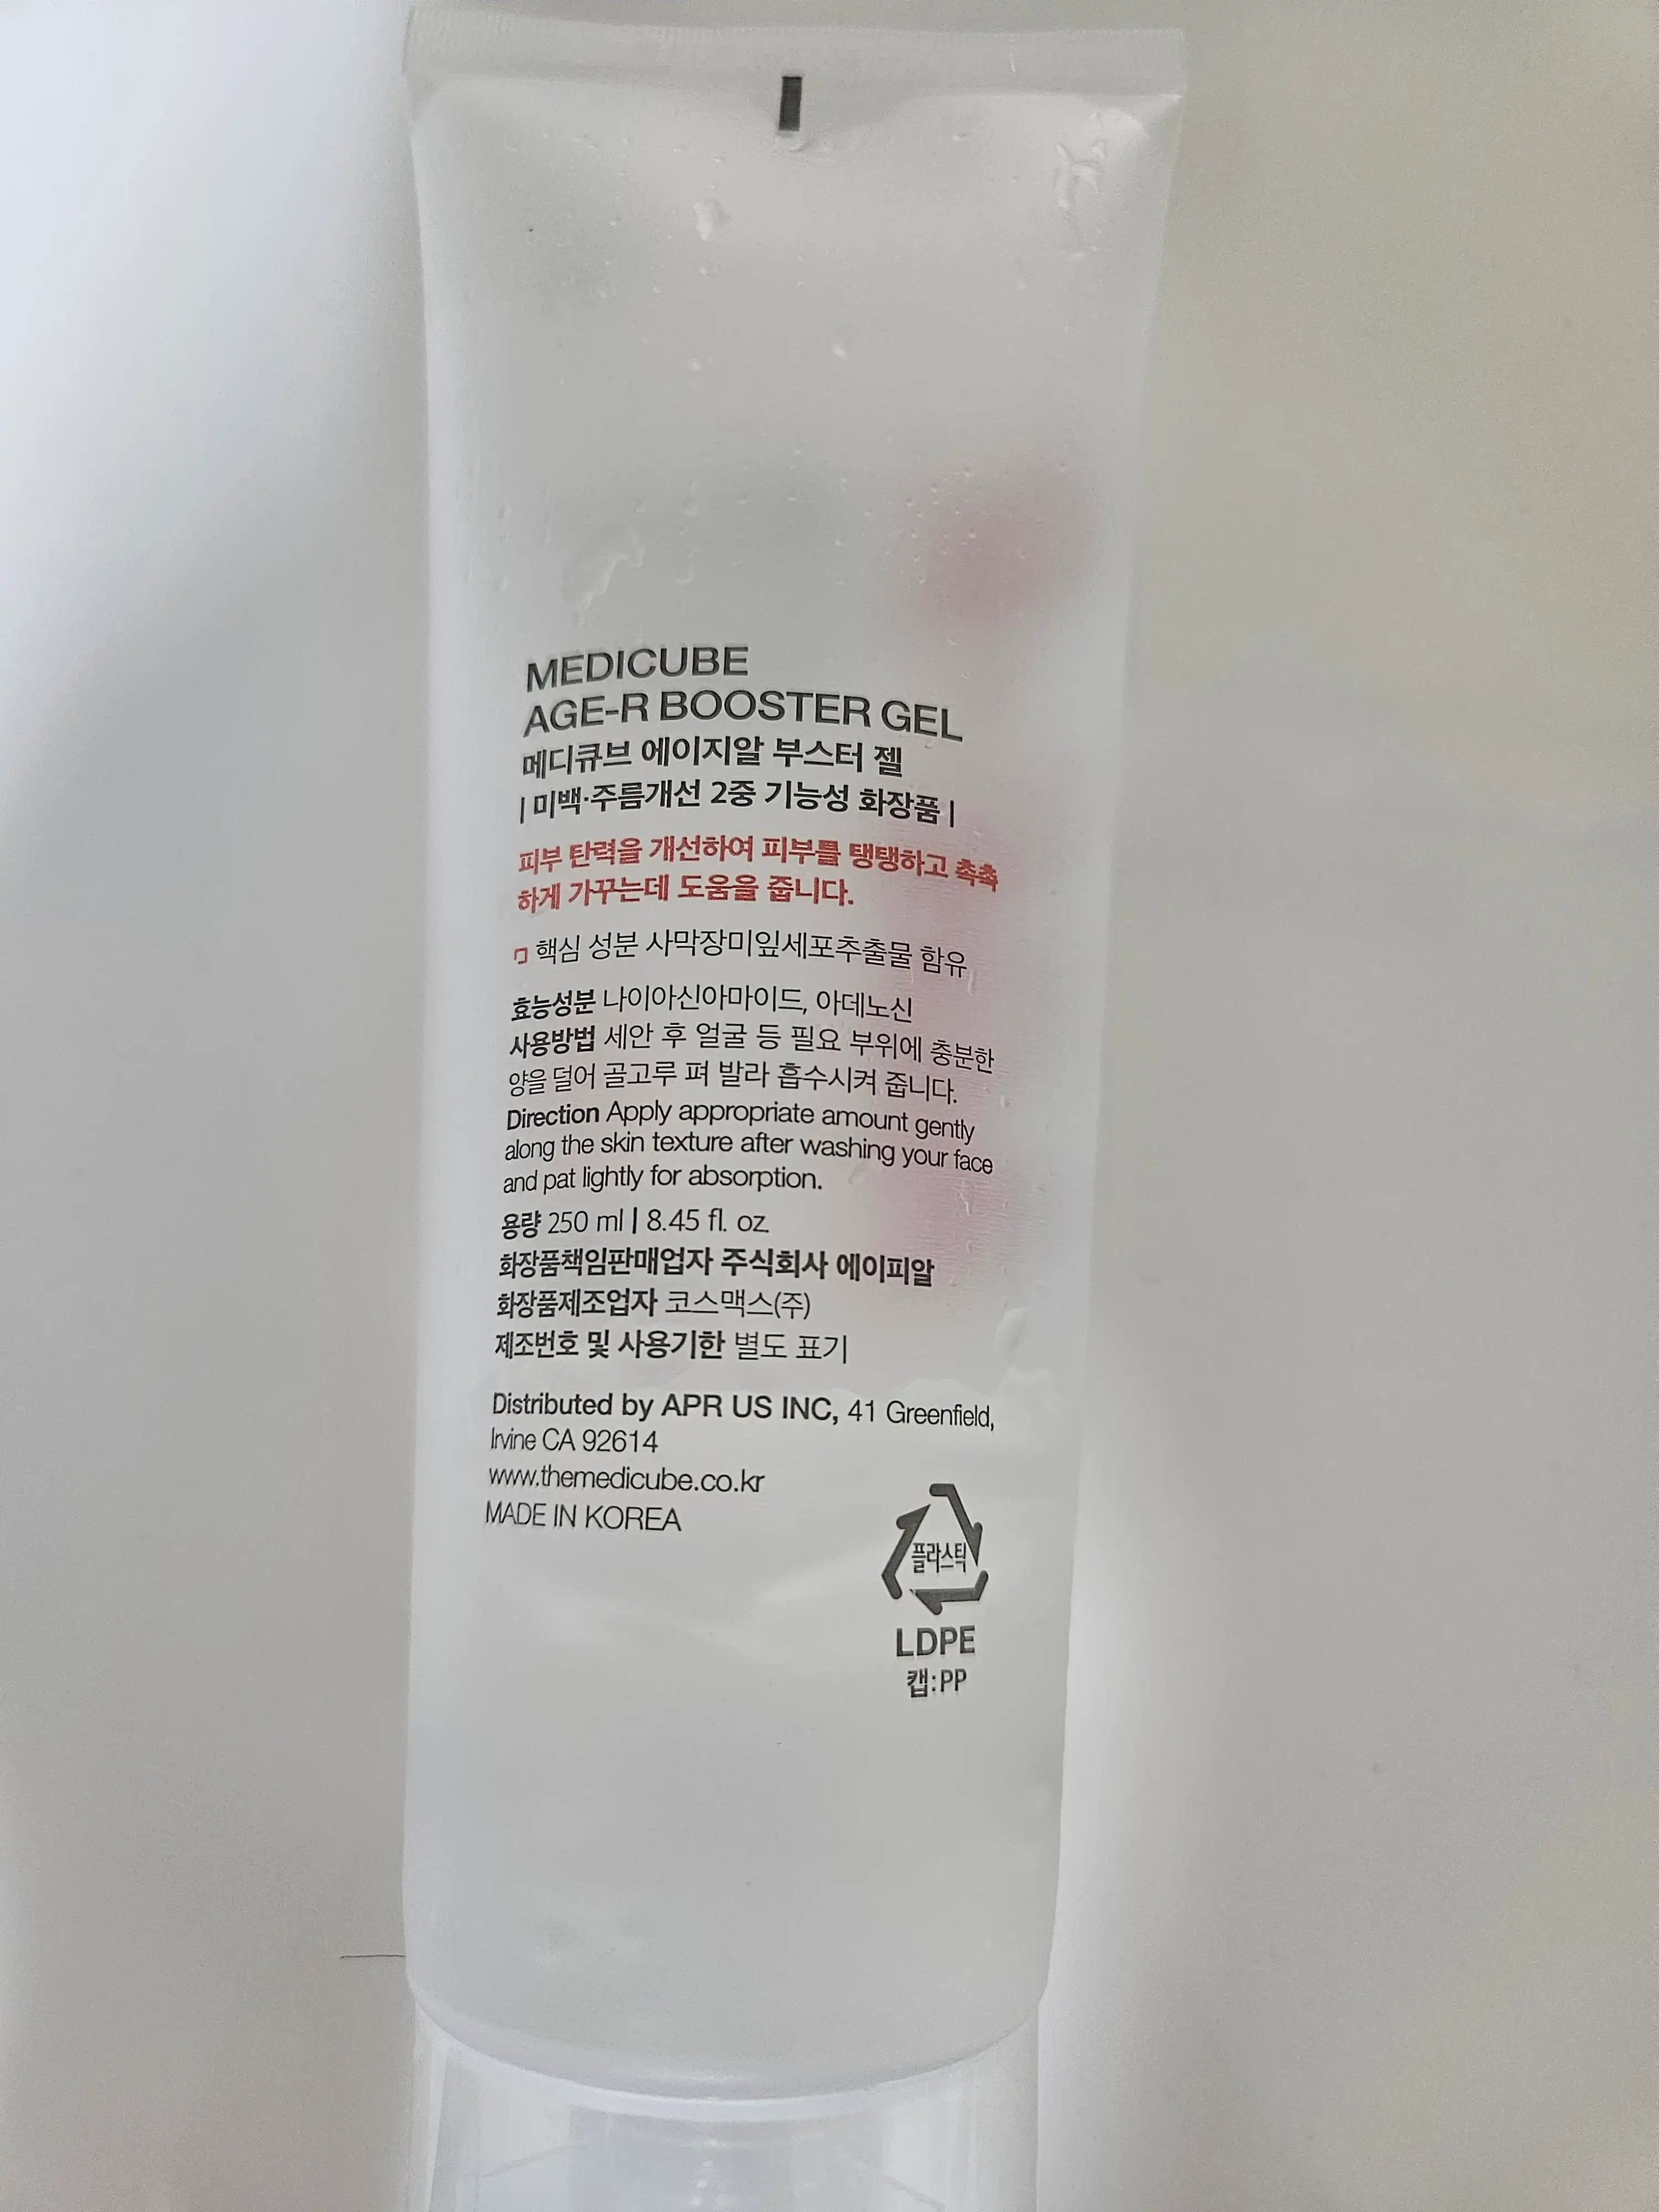 MEDICUBE
AGE-R BOOSTER GEL
메디큐브 에이지알 부스터 젤
| 미백·주름개선 2중 기능성 화장품 |
피부 탄력을 개선하여 피부를 탱탱하고 촉촉
하게 가꾸는데 도움을 줍니다.
핵심 성분 사막장미잎세포추출물 함유
효능성분 나이아신아마이드, 아데노신
사용방법 세안 후 얼굴 등 필요 부위에 충분한
양을 덜어 골고루 펴 발라 흡수시켜 줍니다.
Direction Apply appropriate amount gently
along the skin texture after washing your face
and pat lightly for absorption.
용량 250 ml | 8.45 fl. oz.
화장품책임판매업자 주식회사 에이피알
화장품제조업자 코스맥스(주)
제조번호 및 사용기한 별도 표기
Distributed by APR US INC, 41 Greenfield,
Irvine CA 92614
www.themedicube.co.kr
MADE IN KOREA
플라스틱
LDPE
캡:PP